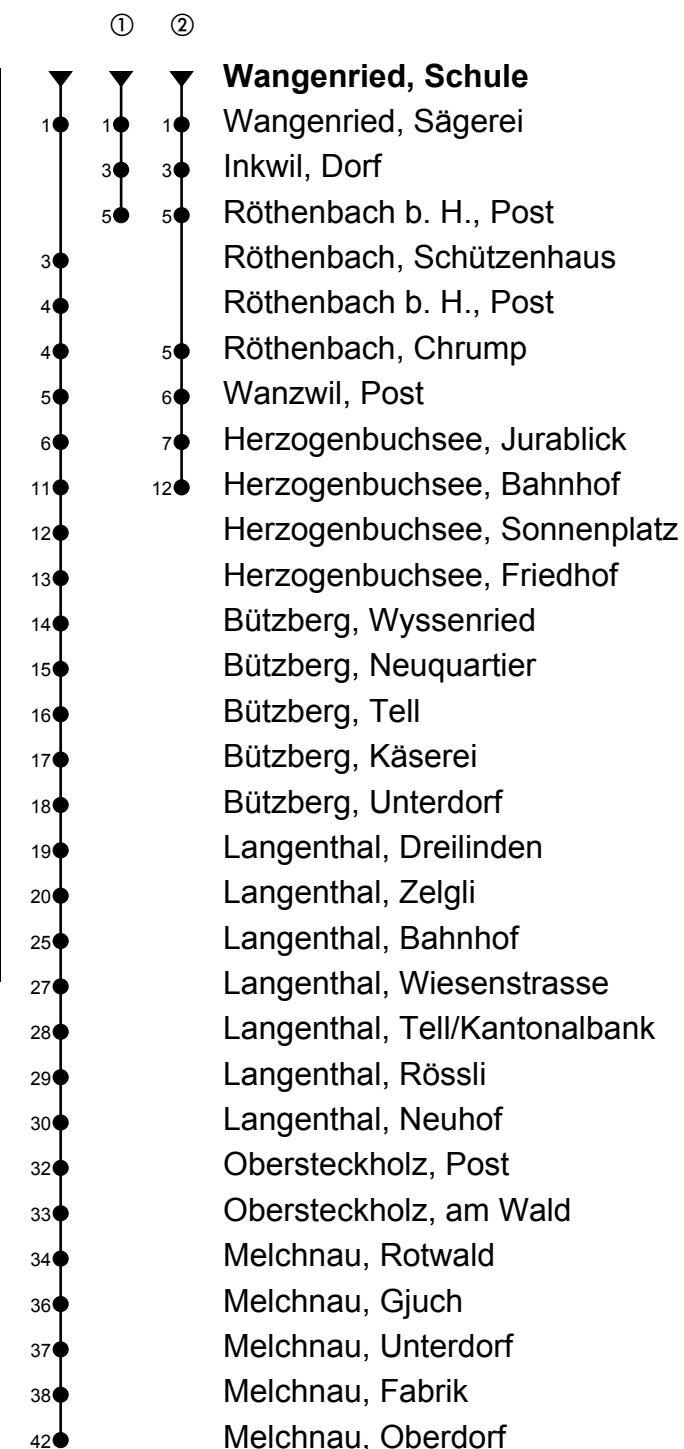 ① ②
Wangenried, Schule
1 1 1 Wangenried, Sägerei
3 3 Inkwil, Dorf
5 5 Röthenbach b. H., Post
3 Röthenbach, Schützenhaus
4 Röthenbach b. H., Post
4 5 Röthenbach, Chrump
5 6 Wanzwil, Post
6 7 Herzogenbuchsee, Jurablick
11 12 Herzogenbuchsee, Bahnhof
12 Herzogenbuchsee, Sonnenplatz
13 Herzogenbuchsee, Friedhof
14 Bützberg, Wyssenried
15 Bützberg, Neuquartier
16 Bützberg, Tell
17 Bützberg, Käserei
18 Bützberg, Unterdorf
19 Langenthal, Dreilinden
20 Langenthal, Zelgli
25 Langenthal, Bahnhof
27 Langenthal, Wiesenstrasse
28 Langenthal, Tell/Kantonalbank
29 Langenthal, Rössli
30 Langenthal, Neuhof
32 Obersteckholz, Post
33 Obersteckholz, am Wald
34 Melchnau, Rotwald
36 Melchnau, Gjuch
37 Melchnau, Unterdorf
38 Melchnau, Fabrik
42 Melchnau, Oberdorf